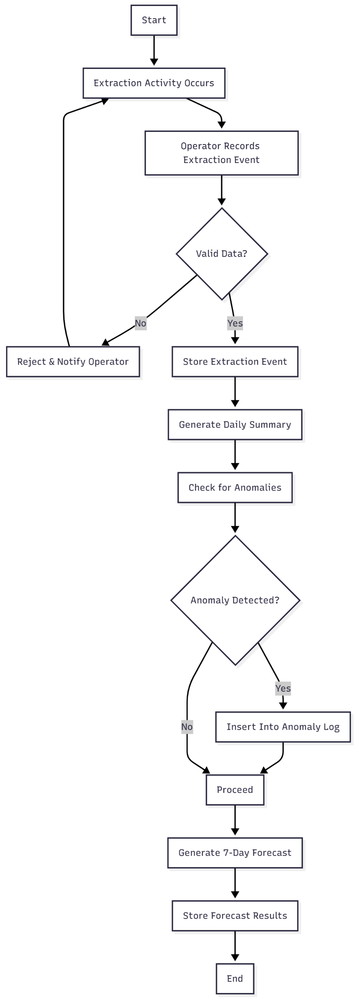 Start
Extraction Activity Occurs
Operator Records
Extraction Event
Valid Data?
No
Yes
Reject & Notify Operator
Store Extraction Event
Generate Daily Summary
Check for Anomalies
Anomaly Detected?
Yes
No
Insert Into Anomaly Log
Proceed
Generate 7-Day Forecast
Store Forecast Results
End